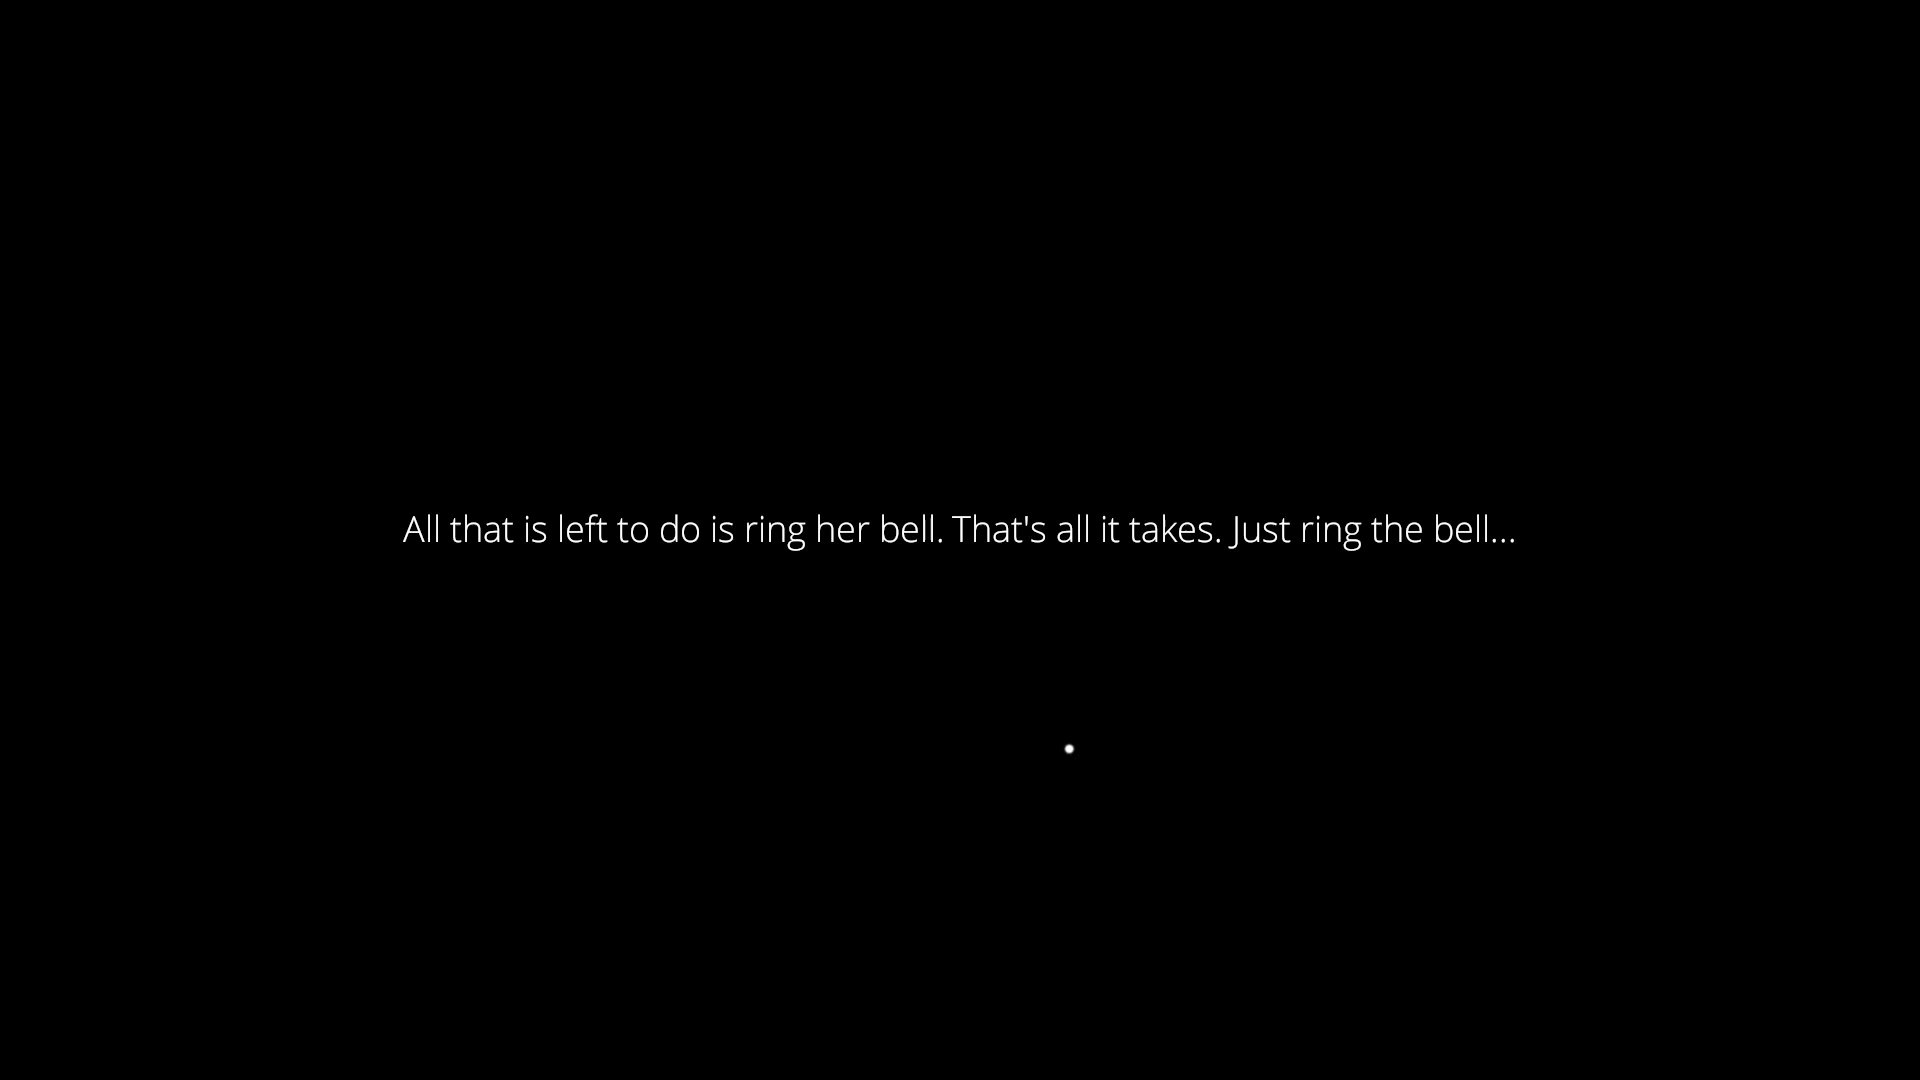 All that is left to do is ring her bell. That's all it takes. Just ring the bell...